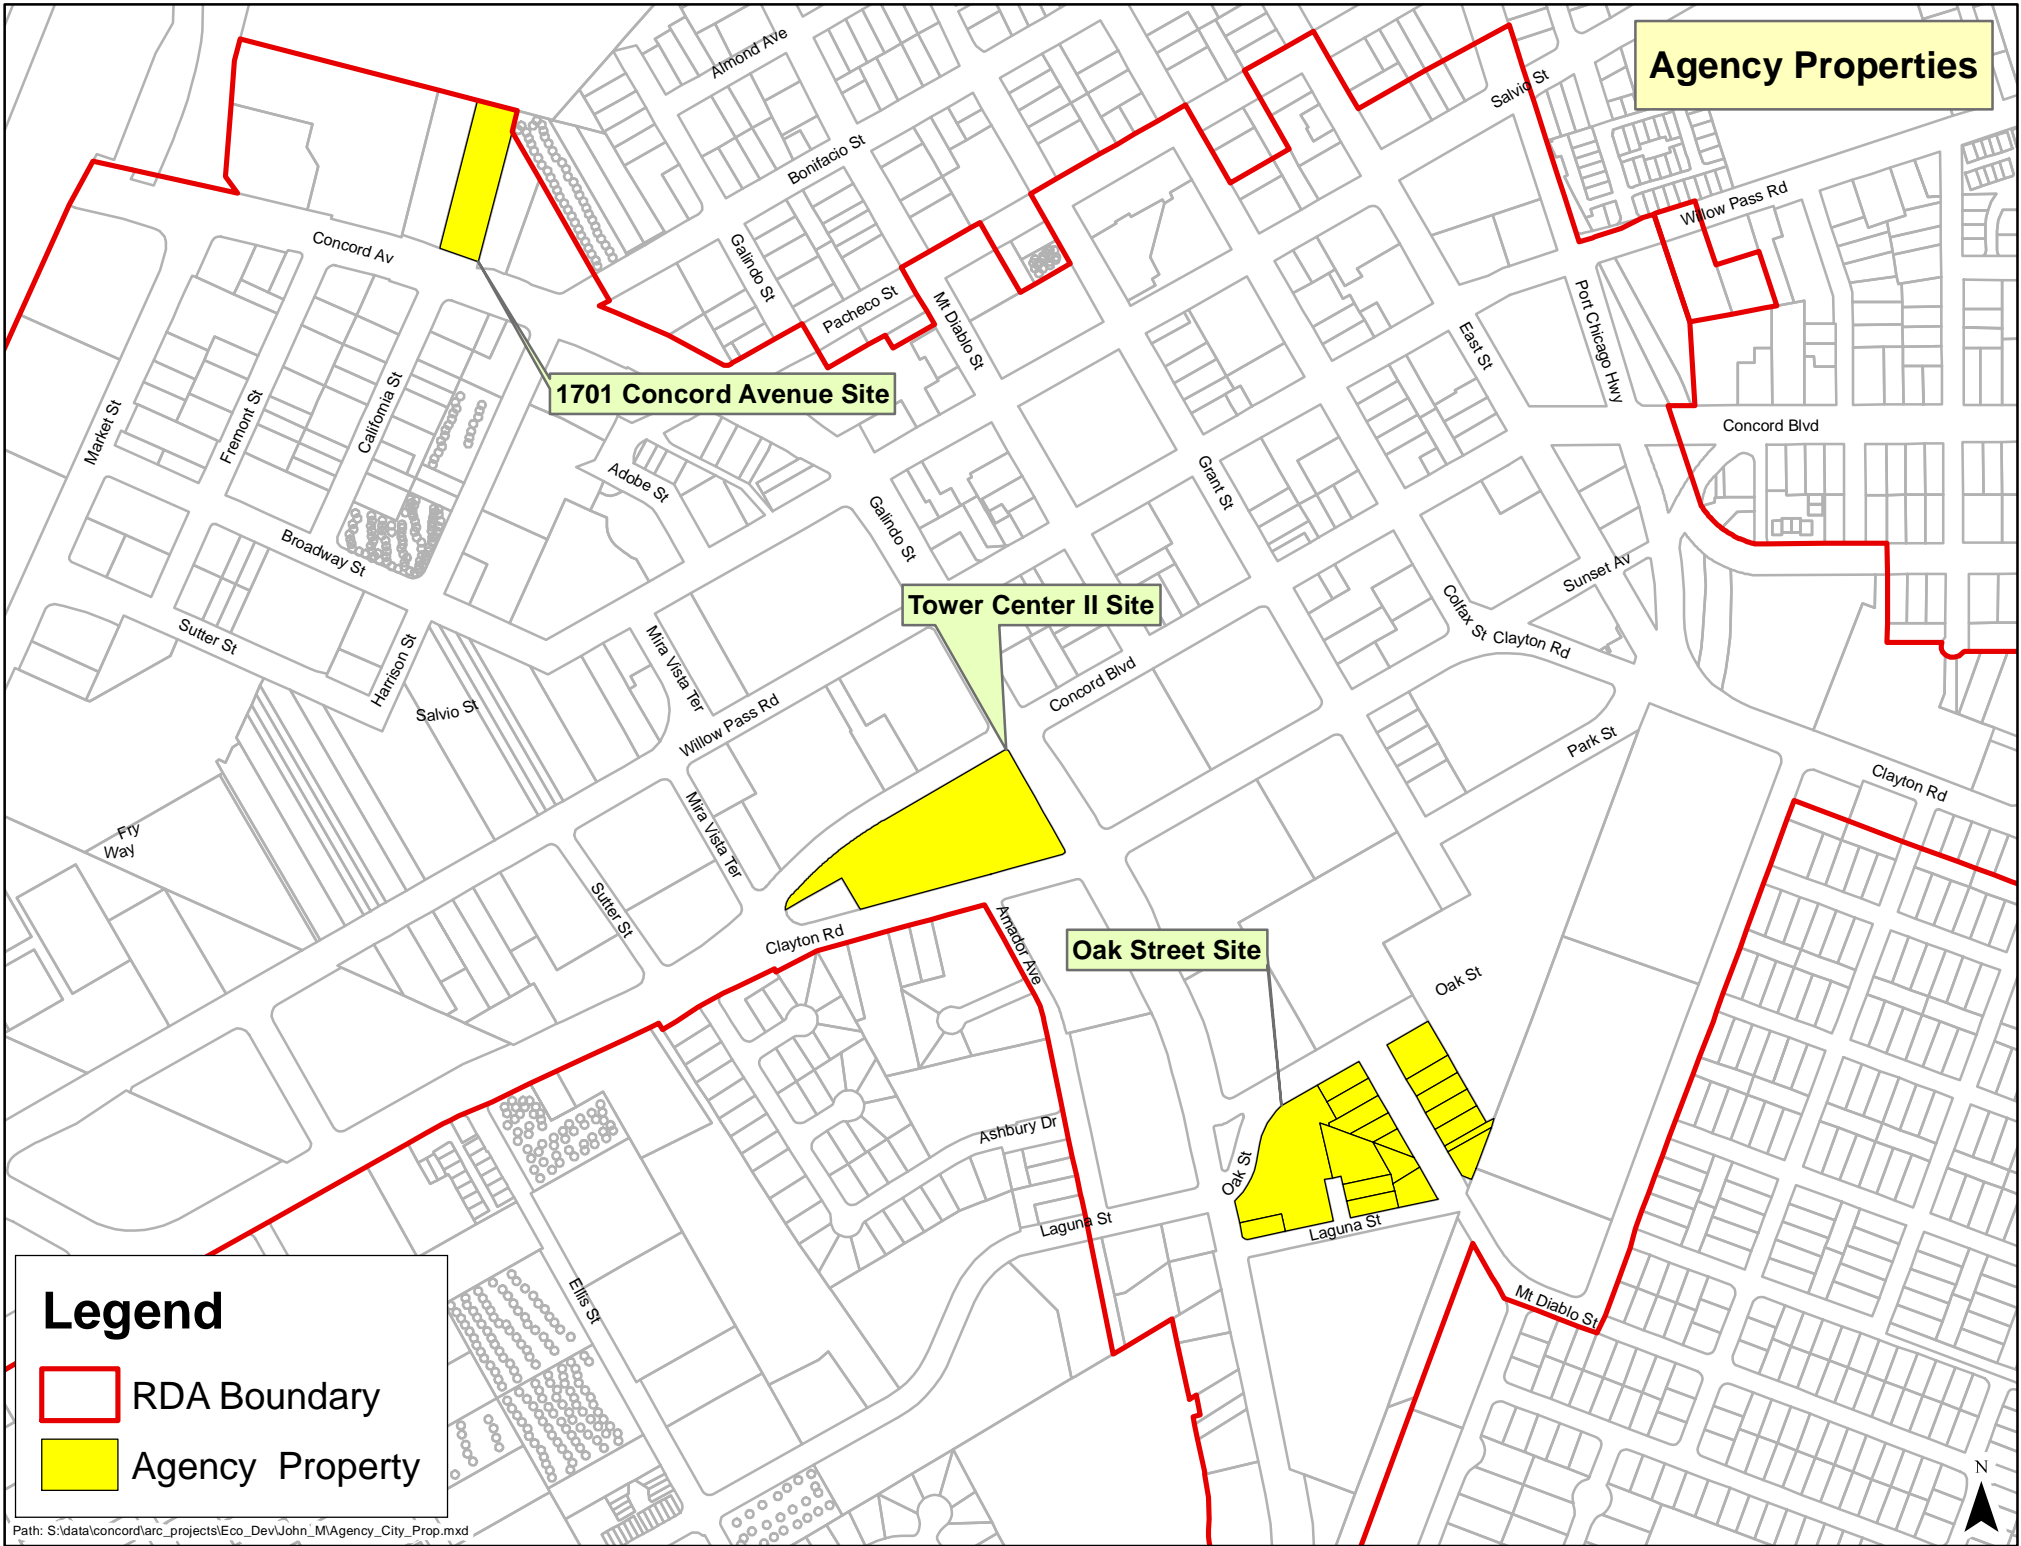 Agency Properties
Almond Ave
Salvio St
Bonifacio St
Willow Pass Rd
Concord Av
Galindo St
Pacheco St
Mt Diablo St
Port Chicago Hwy
East St
1701 Concord Avenue Site
Market St
Fremont St
California St
Concord Blvd
Adobe St
Grant St
Galindo St
Broadway St
Sunset Av
Tower Center II Site
Colfax St
Clayton Rd
Sutter St
Harrison St
Mira Vista Ter
Concord Blvd
Salvio St
Willow Pass Rd
Park St
Clayton Rd
Fry
Way
Mira Vista Ter
Sutter St
Clayton Rd
Amador Ave
Oak Street Site
Oak St
Ashbury Dr
Oak St
Laguna St
Laguna St
Ellis St
Mt Diablo St
Legend
RDA Boundary
Agency Property
N
Path: S:\data\concord\arc_projects\Eco_Dev\John_M\Agency_City_Prop.mxd